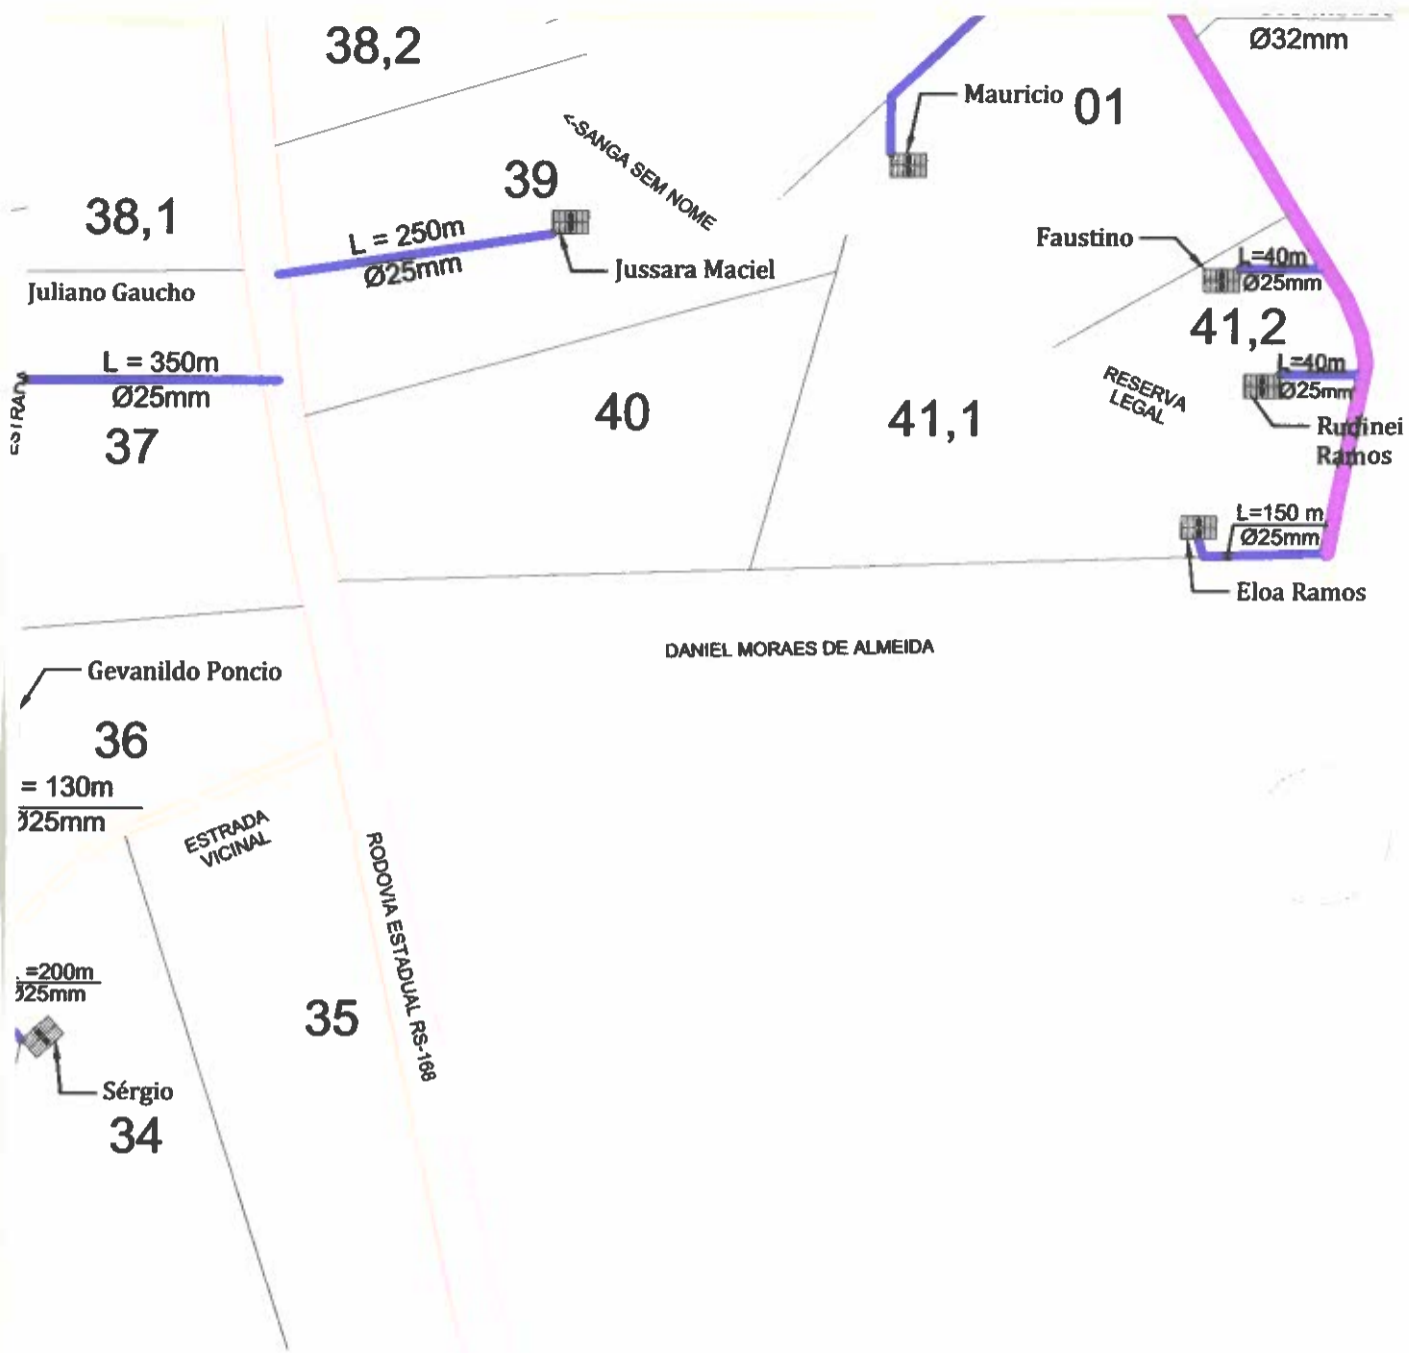 38,2
Ø32mm
Mauricio
01
<-SANGA SEM NOME
39
38,1
L = 250m
Ø25mm
Jussara Maciel
Faustino
L=40m
Ø25mm
41,2
Juliano Gaucho
L = 350m
Ø25mm
37
40
41,1
RESERVA
LEGAL
L=40m
Ø25mm
Rudinei
Ramos
L=150 m
Ø25mm
Eloa Ramos
DANIEL MORAES DE ALMEIDA
Gevanildo Poncio
36
= 130m
Ø25mm
ESTRADA
VICINAL
RODOVIA ESTADUAL RS-168
=200m
Ø25mm
35
Sérgio
34